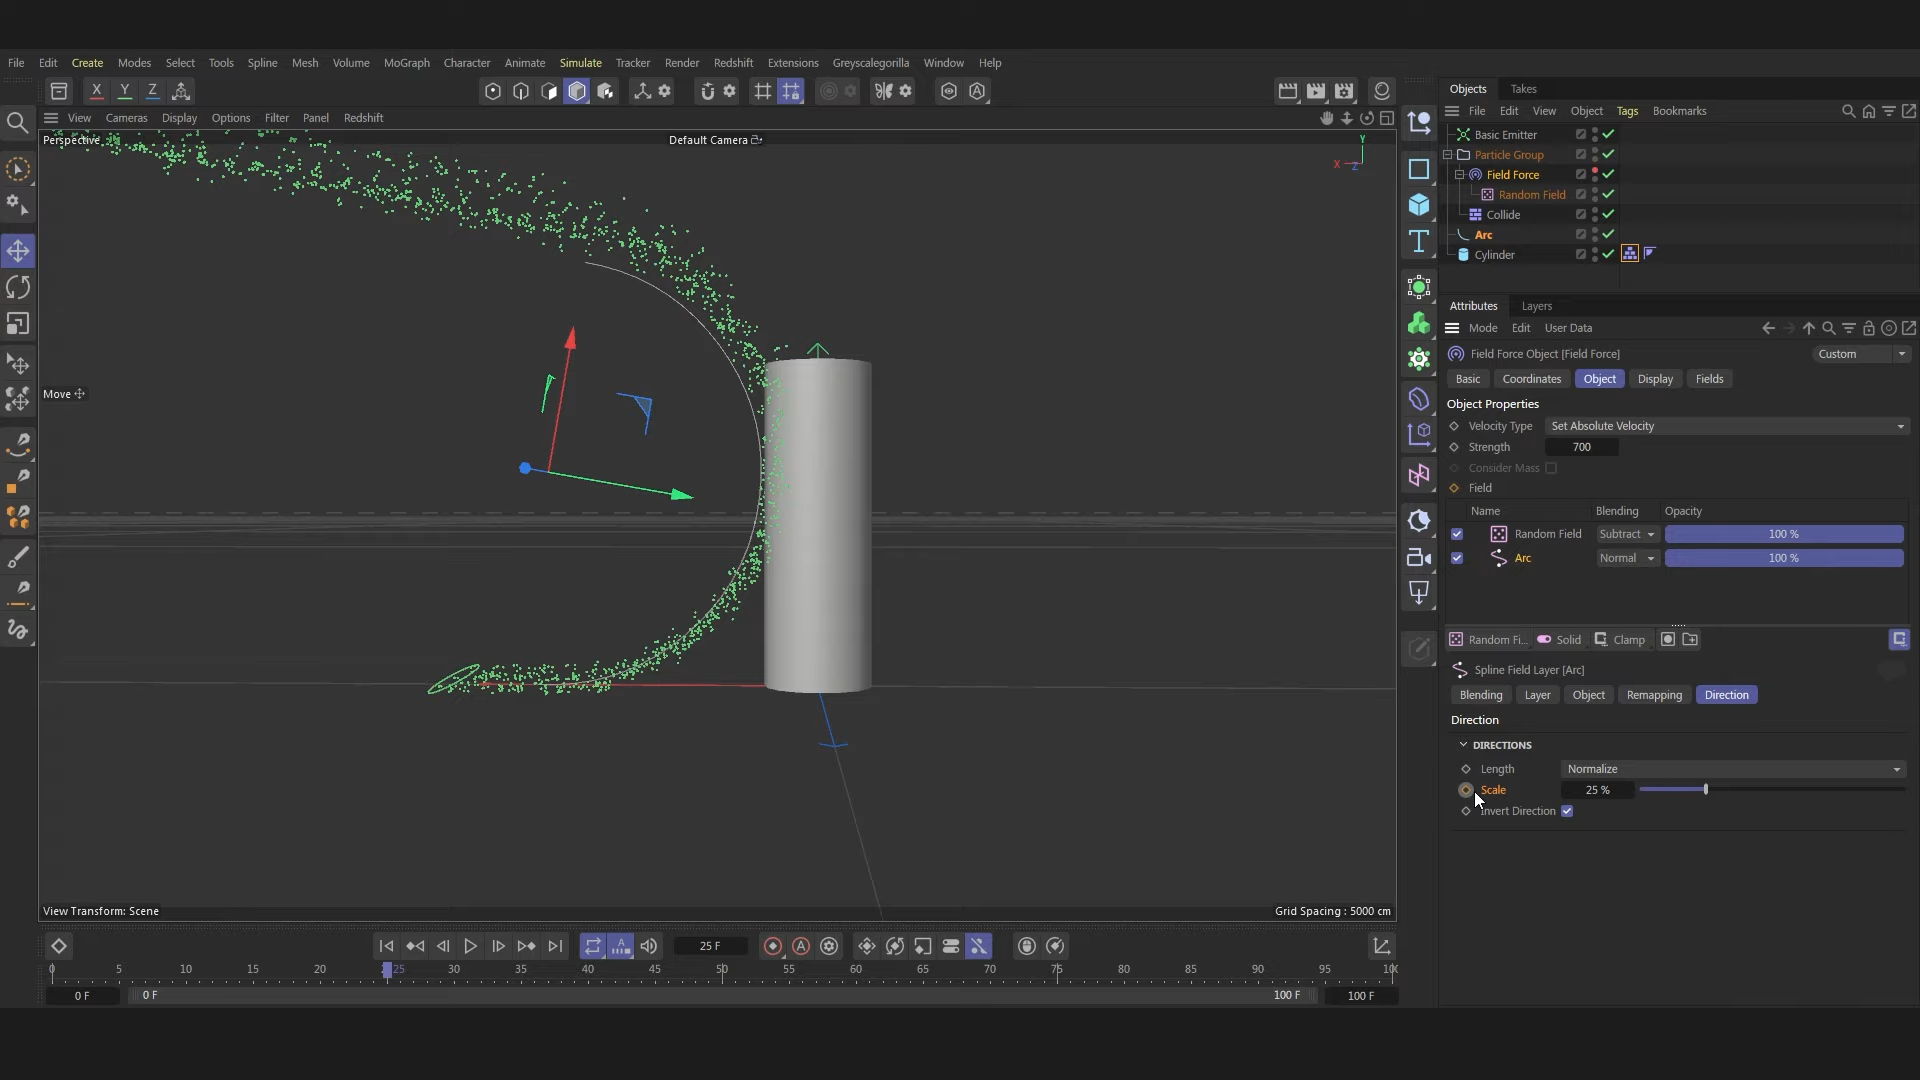 File Edit Create Modes Select Tools Spline Mesh Volume MoGraph Character Animate Simulate Tracker Render Redshift Extensions Greyscalegorilla Window Help
X Y Z
View Cameras Display Options Filter Panel Redshift
Perspective
Default Camera
Y
X
Z
Move
View Transform: Scene
Grid Spacing : 5000 cm
25 F
0 5 10 15 20 25 30 35 40 45 50 55 60 65 70 75 80 85 90 95 10
0 F
0 F
100 F
100 F
Objects Takes
File Edit View Object Tags Bookmarks
Basic Emitter
Particle Group
Field Force
Random Field
Collide
Arc
Cylinder
Attributes Layers
Mode Edit User Data
Field Force Object [Field Force]
Custom
Basic Coordinates Object Display Fields
Object Properties
Velocity Type Set Absolute Velocity
Strength 700
Consider Mass
Field
Name Blending Opacity
Random Field Subtract 100 %
Arc Normal 100 %
Random Fi... Solid Clamp
Spline Field Layer [Arc]
Blending Layer Object Remapping Direction
Direction
DIRECTIONS
Length Normalize
Scale 25 %
Invert Direction